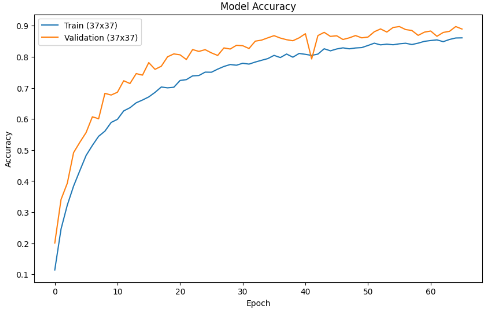 Model Accuracy
Train (37x37)
Validation (37x37)
Accuracy
0.9
0.8
0.7
0.6
0.5
0.4
0.3
0.2
0.1
0 10 20 30 40 50 60
Epoch